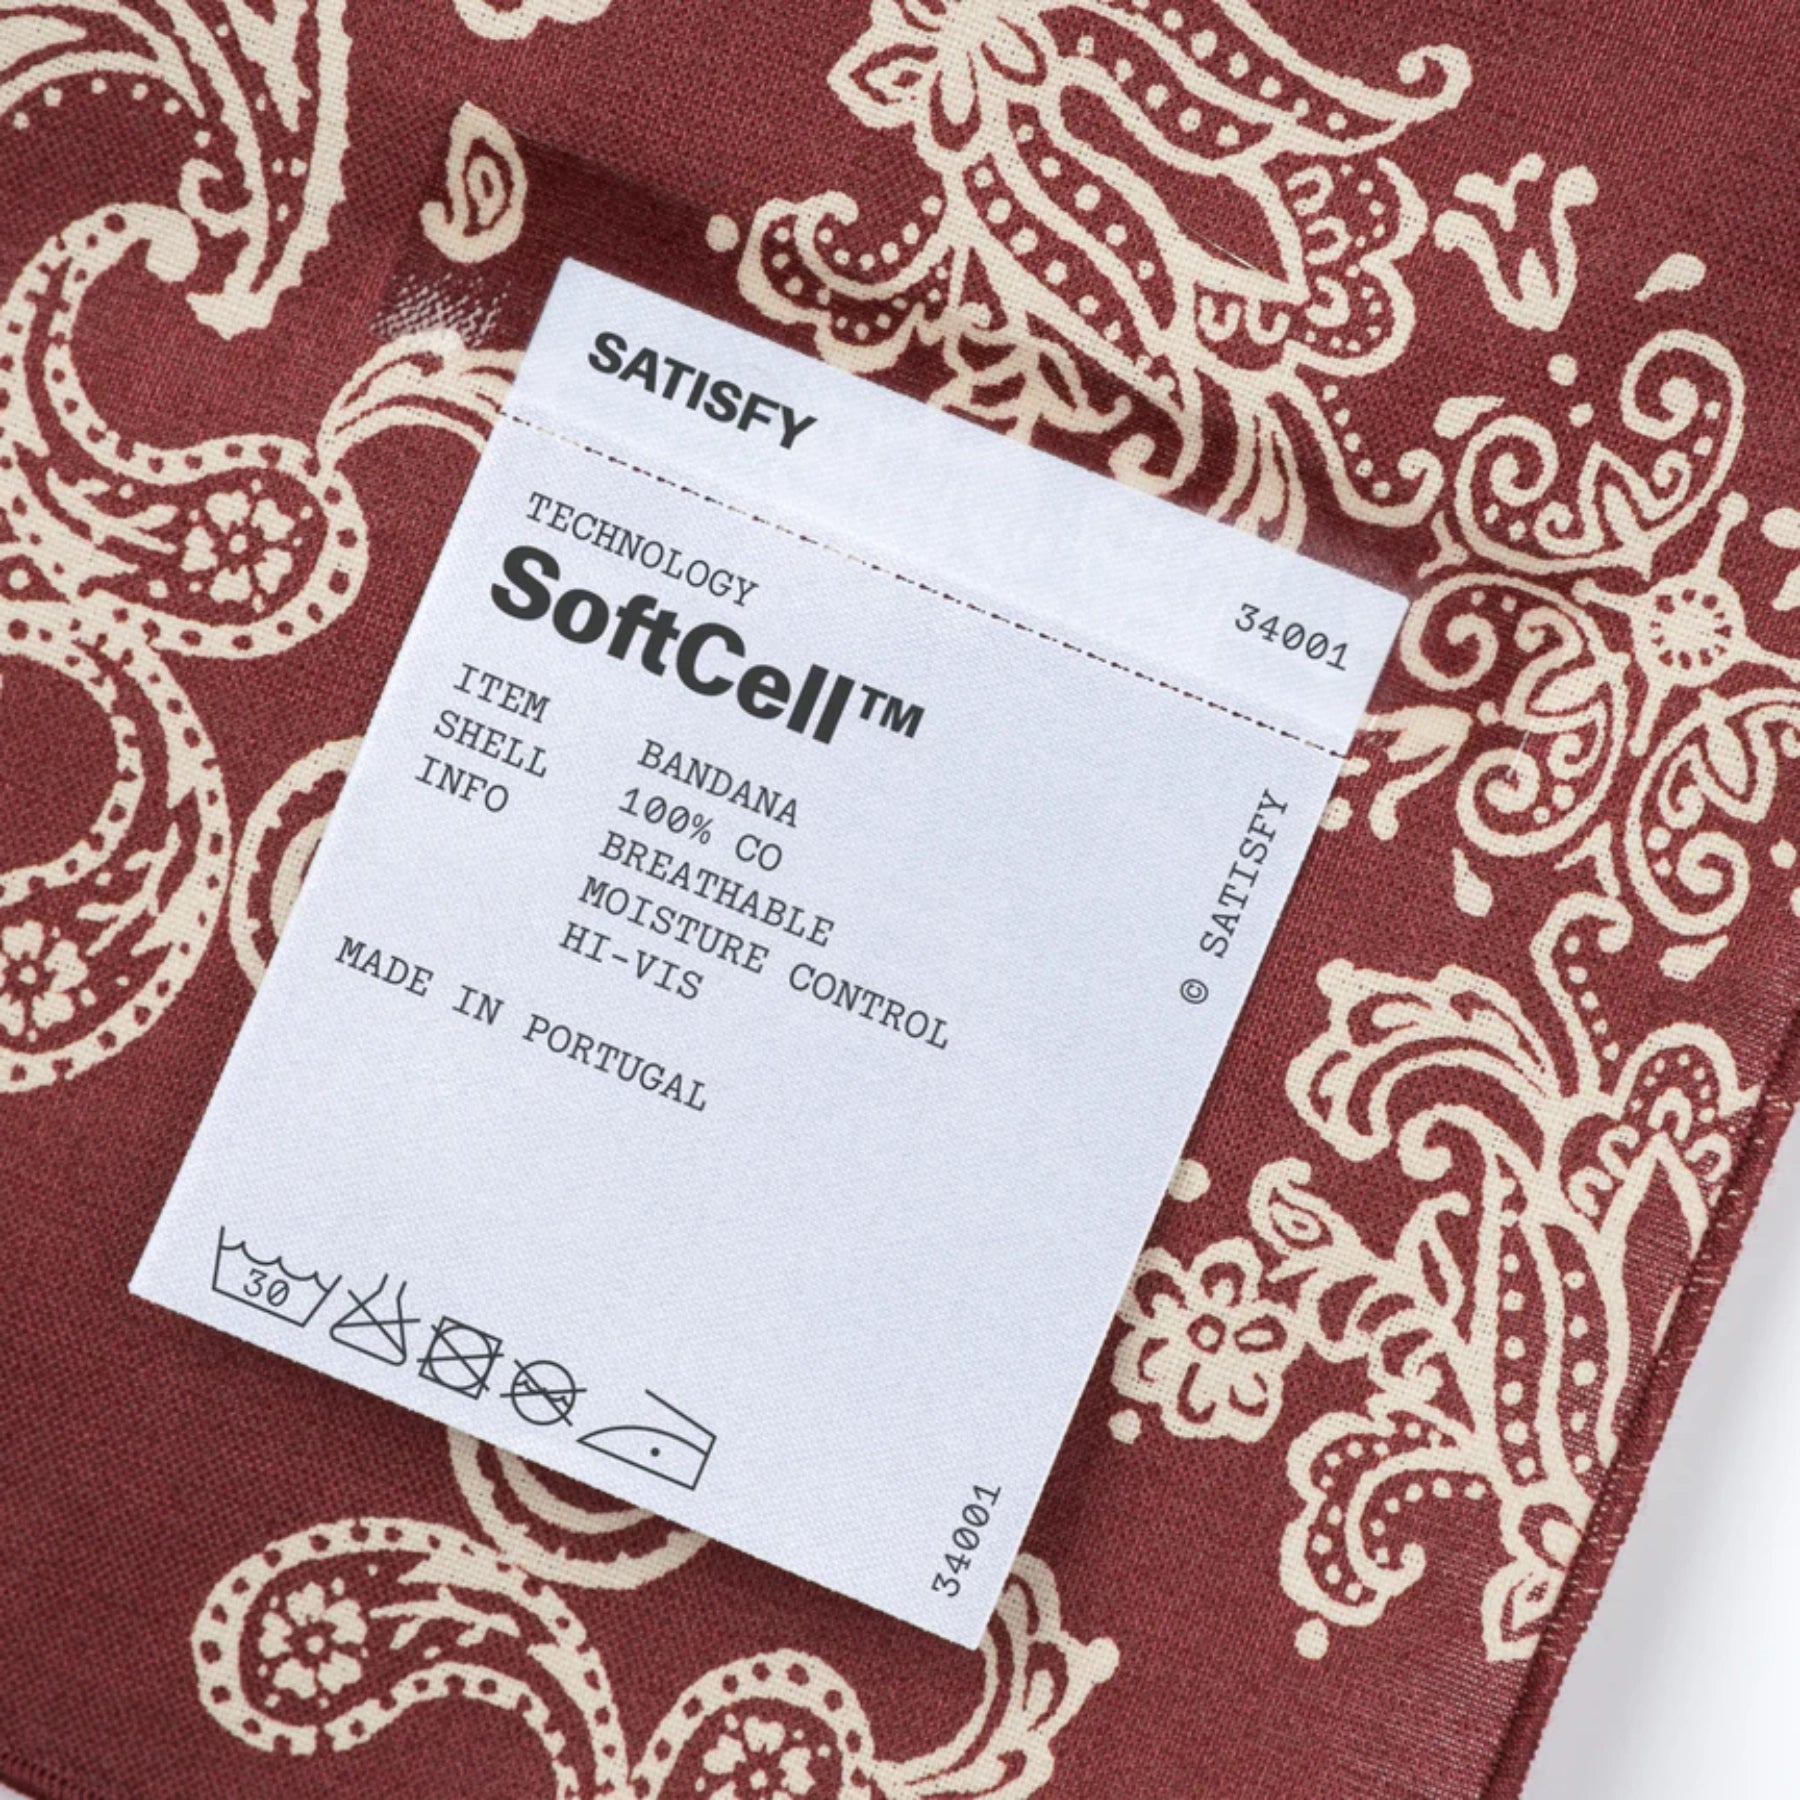 SATISFY
34001
TECHNOLOGY
SoftCell™
ITEM BANDANA
SHELL 100% CO
INFO BREATHABLE
MOISTURE CONTROL
HI-VIS
MADE IN PORTUGAL
© SATISFY
30
34001